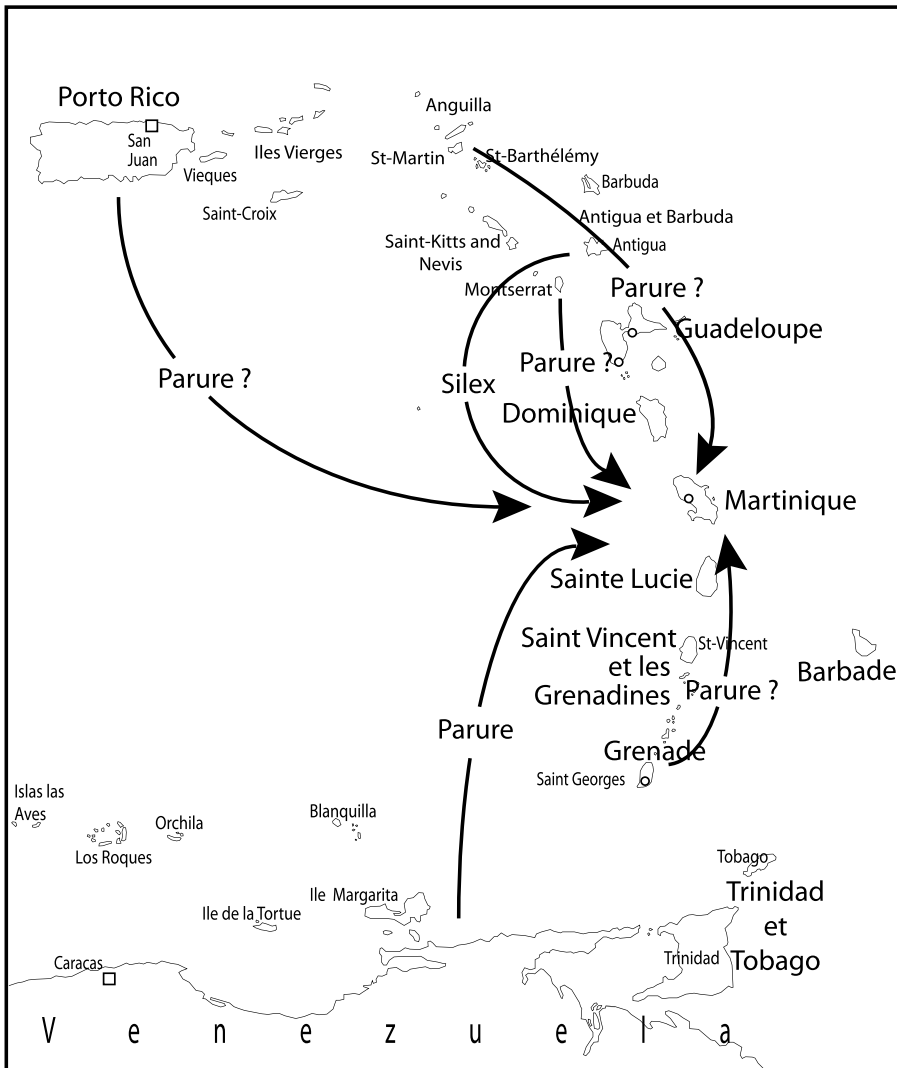 Porto Rico
San
Juan
Vieques
Iles Vierges
Saint-Croix
Anguilla
St-Martin
St-Barthélémy
Barbuda
Antigua et Barbuda
Antigua
Saint-Kitts and
Nevis
Montserrat
Parure ?
Guadeloupe
Parure ?
Parure ?
Silex
Dominique
Martinique
Sainte Lucie
Saint Vincent
et les
Grenadines
St-Vincent
Barbade
Parure ?
Parure
Grenade
Saint Georges
Islas las
Aves
Los Roques
Orchila
Blanquilla
Ile Margarita
Ile de la Tortue
Tobago
Trinidad
et
Tobago
Trinidad
Caracas
Venezuela